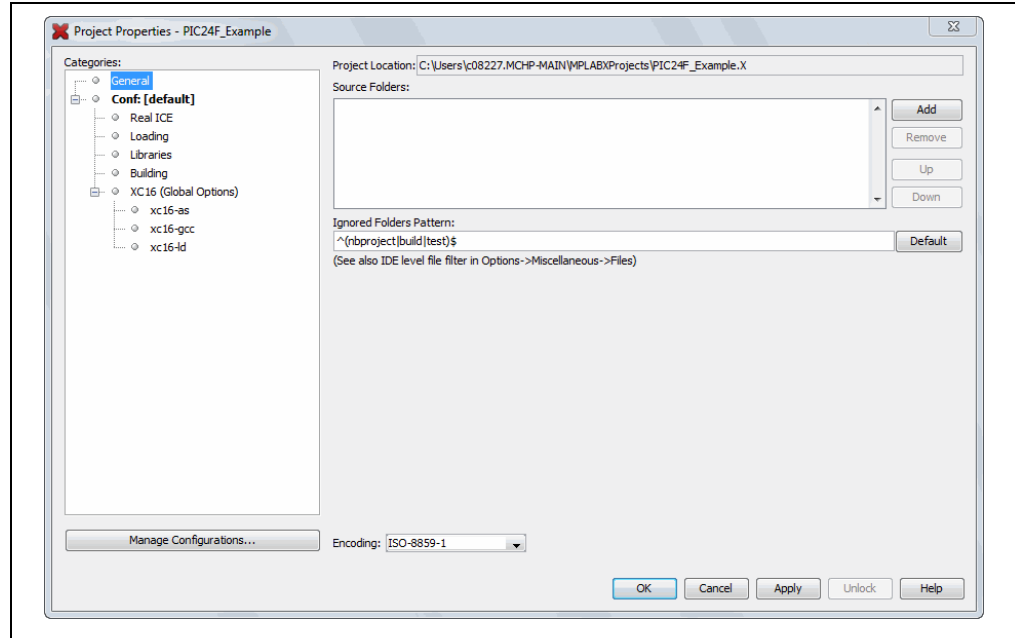 Project Properties - PIC24F_Example
Categories:
General
Conf: [default]
Real ICE
Loading
Libraries
Building
XC16 (Global Options)
xc16-as
xc16-gcc
xc16-ld
Manage Configurations...
Project Location: C:\Users\c08227.MCHP-MAIN\MPLABXProjects\PIC24F_Example.X
Source Folders:
Add
Remove
Up
Down
Ignored Folders Pattern:
^(nbproject|build|test)$
Default
(See also IDE level file filter in Options->Miscellaneous->Files)
Encoding: ISO-8859-1
OK
Cancel
Apply
Unlock
Help